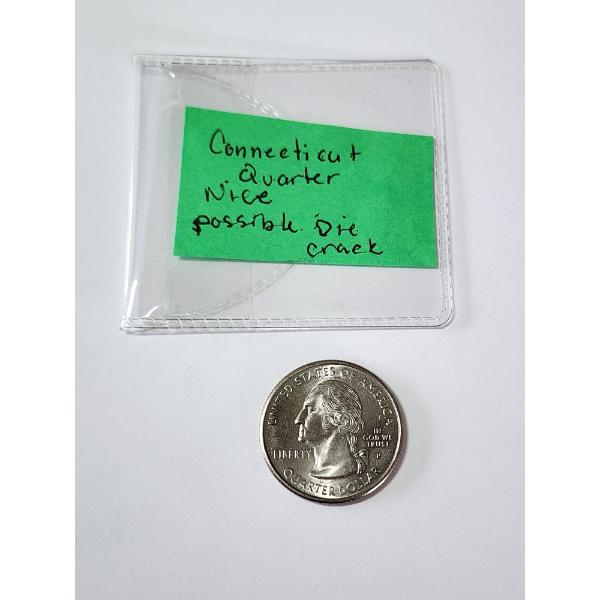 Connecticut
Quarter
Nice
possible Die
crack
UNITED STATES OF AMERICA
IN
GOD WE
TRUST
LIBERTY
P
QUARTER DOLLAR